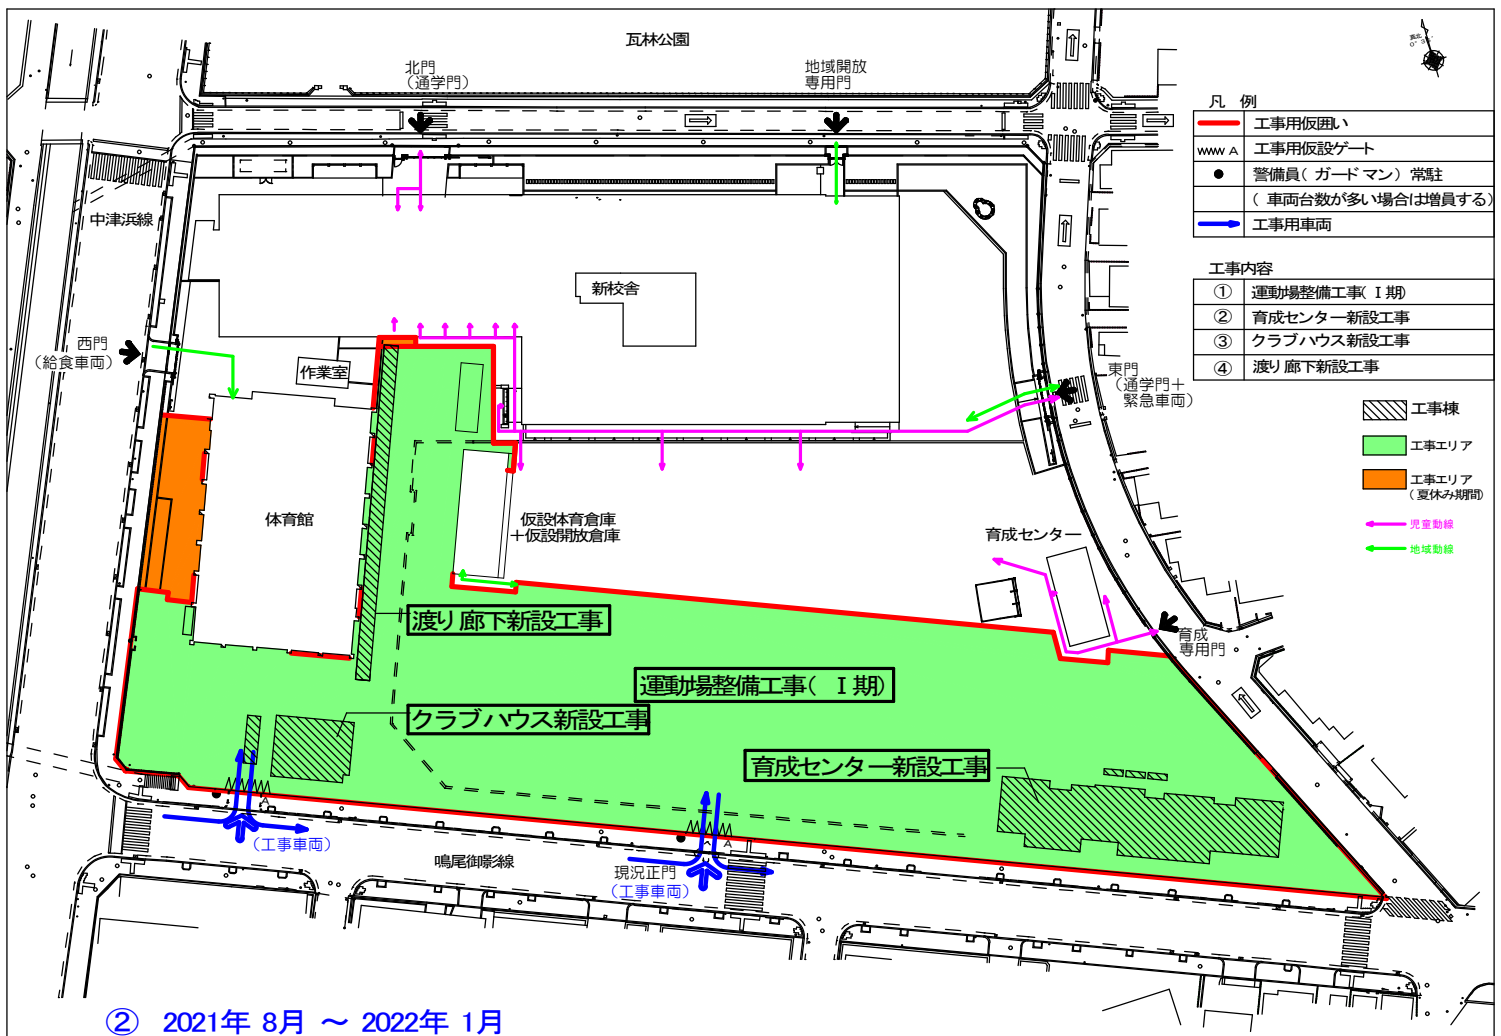 瓦林公園
北門
（通学門）
地域開放
専用門
凡 例
工事用仮囲い
A 工事用仮設ゲート
警備員（ガードマン）常駐
（車両台数が多い場合は増員する）
工事用車両
中津浜線
工事内容
① 運動場整備工事（Ⅰ期）
② 育成センター新設工事
③ クラブハウス新設工事
④ 渡り廊下新設工事
新校舎
西門
（給食車両）
作業室
東門
（通学門＋
緊急車両）
工事棟
工事エリア
工事エリア
（夏休み期間）
児童動線
地域動線
体育館
仮設体育倉庫
＋仮設開放倉庫
育成センター
渡り廊下新設工事
育成
専用門
運動場整備工事（Ⅰ期）
クラブハウス新設工事
育成センター新設工事
A
（工事車両）
A
鳴尾御影線
現況正門
（工事車両）
② 2021年 8月 ～ 2022年 1月